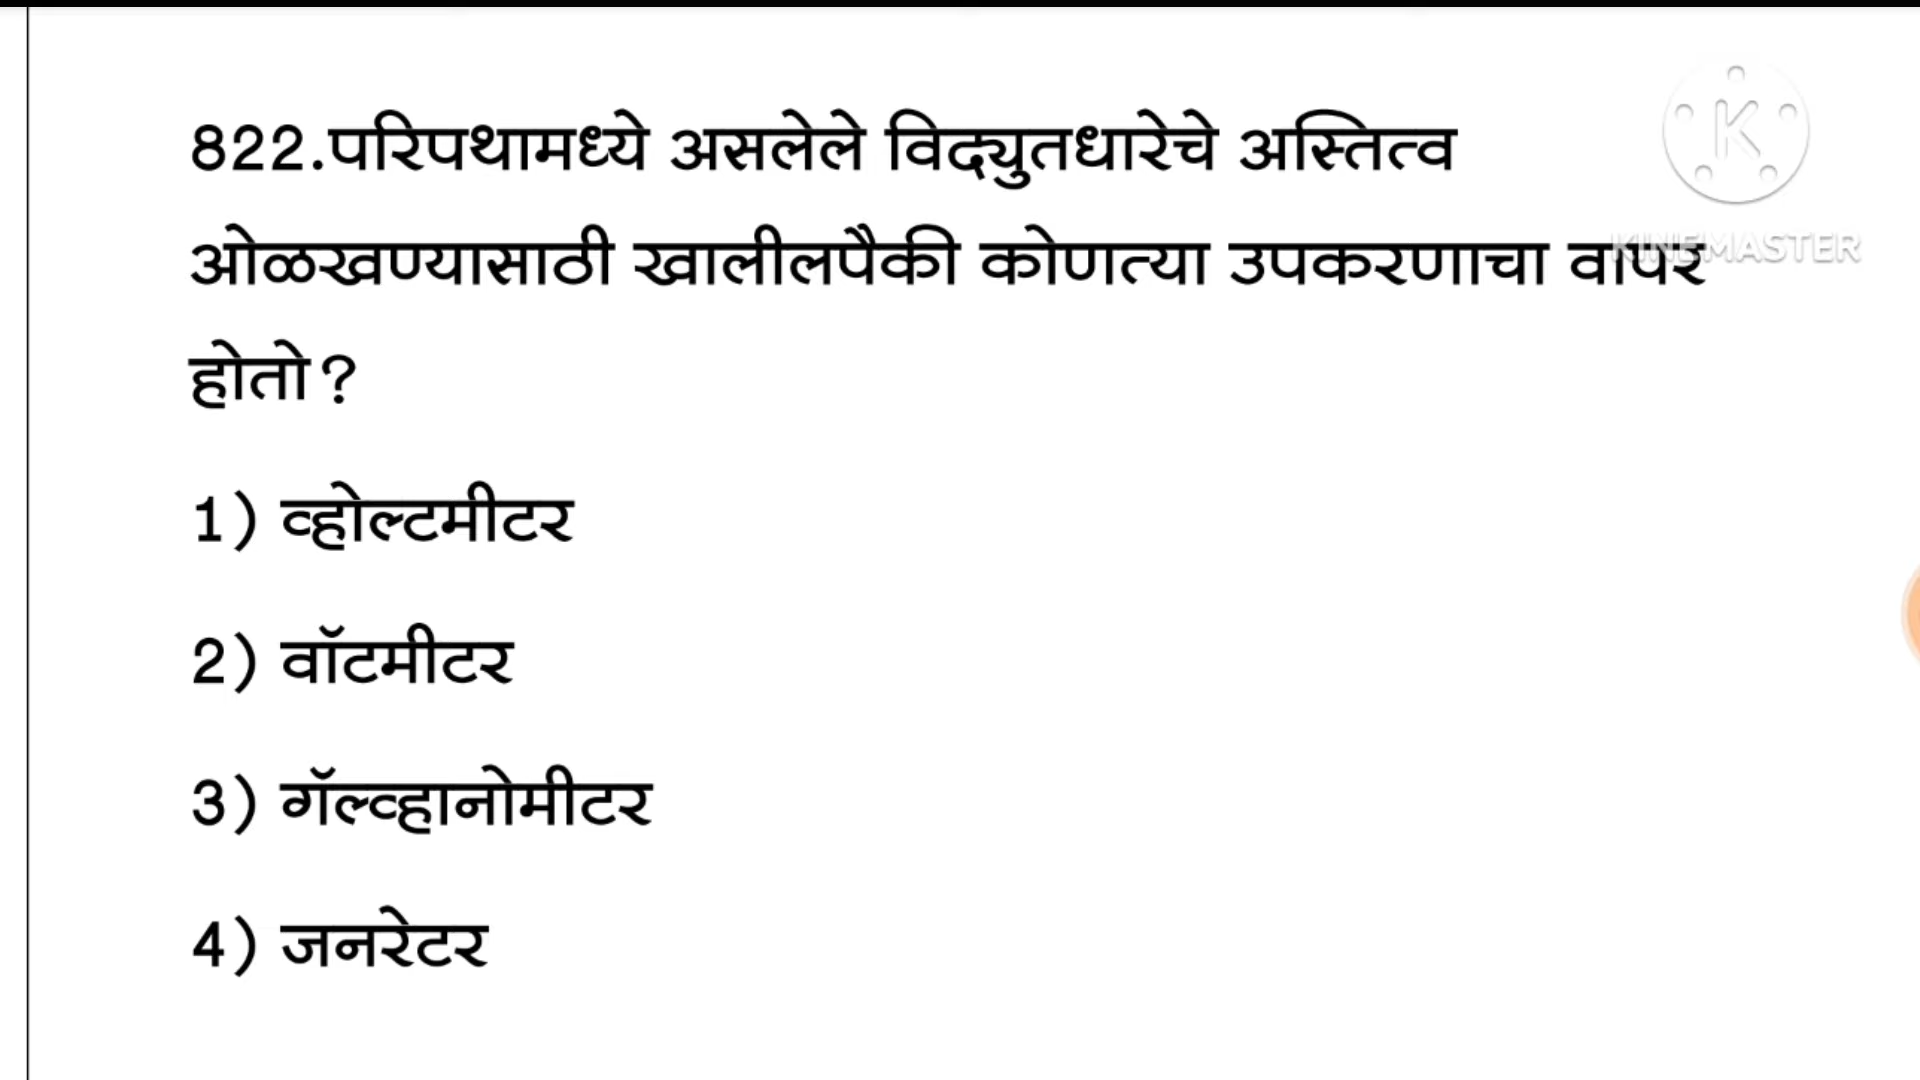 822.परिपथामध्ये असलेले विद्युतधारेचे अस्तित्व
ओळखण्यासाठी खालीलपैकी कोणत्या उपकरणाचा वापर
होतो?
1) व्होल्टमीटर
2) वॉटमीटर
3) गॅल्व्हानोमीटर
4) जनरेटर
K
KINEMASTER